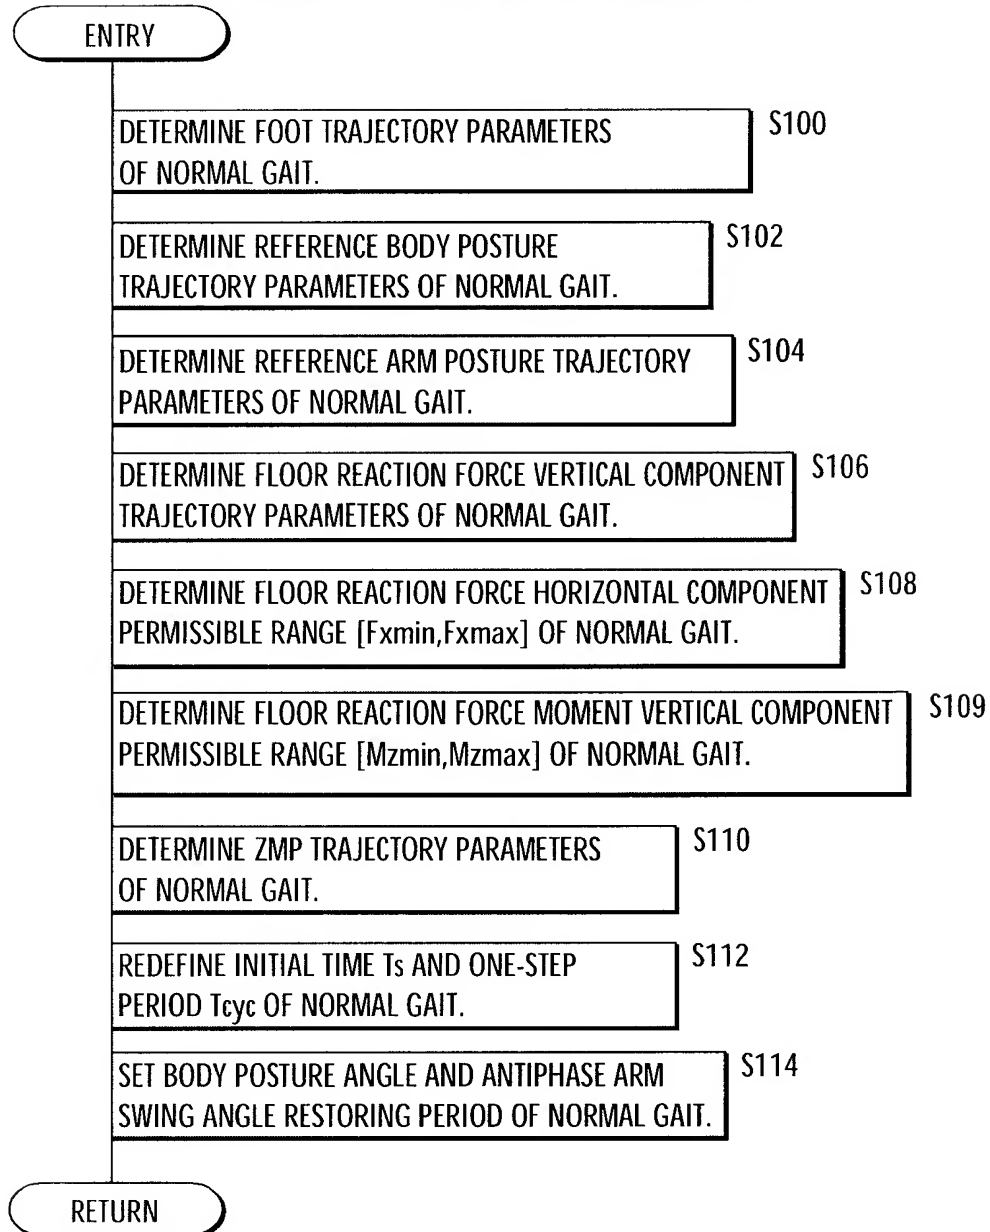 ENTRY
DETERMINE FOOT TRAJECTORY PARAMETERS
OF NORMAL GAIT.
S100
DETERMINE REFERENCE BODY POSTURE
TRAJECTORY PARAMETERS OF NORMAL GAIT.
S102
DETERMINE REFERENCE ARM POSTURE TRAJECTORY
PARAMETERS OF NORMAL GAIT.
S104
DETERMINE FLOOR REACTION FORCE VERTICAL COMPONENT
TRAJECTORY PARAMETERS OF NORMAL GAIT.
S106
DETERMINE FLOOR REACTION FORCE HORIZONTAL COMPONENT
PERMISSIBLE RANGE [Fxmin,Fxmax] OF NORMAL GAIT.
S108
DETERMINE FLOOR REACTION FORCE MOMENT VERTICAL COMPONENT
PERMISSIBLE RANGE [Mzmin,Mzmax] OF NORMAL GAIT.
S109
DETERMINE ZMP TRAJECTORY PARAMETERS
OF NORMAL GAIT.
S110
REDEFINE INITIAL TIME Ts AND ONE-STEP
PERIOD Tcyc OF NORMAL GAIT.
S112
SET BODY POSTURE ANGLE AND ANTIPHASE ARM
SWING ANGLE RESTORING PERIOD OF NORMAL GAIT.
S114
RETURN